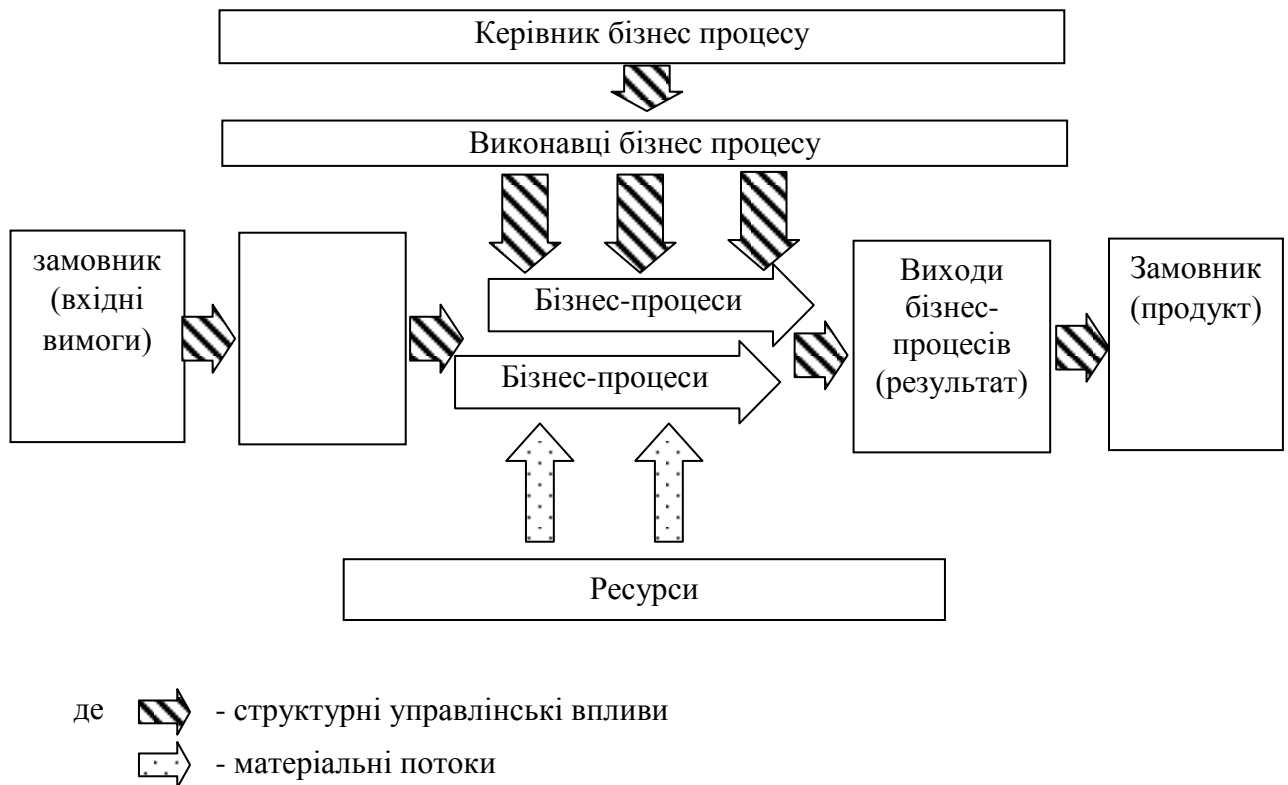 Керівник бізнес процесу
Виконавці бізнес процесу
замовник
(вхідні
вимоги)
Бізнес-процеси
Бізнес-процеси
Виходи
бізнес-
процесів
(результат)
Замовник
(продукт)
Ресурси
де
- структурні управлінські впливи
- матеріальні потоки